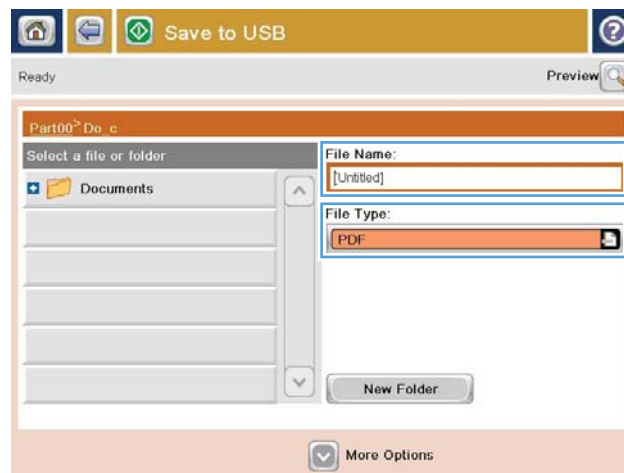 Save to USB
Ready
Preview
Part00>Do_c
Select a file or folder
File Name:
Documents
[Untitled]
File Type:
PDF
New Folder
More Options